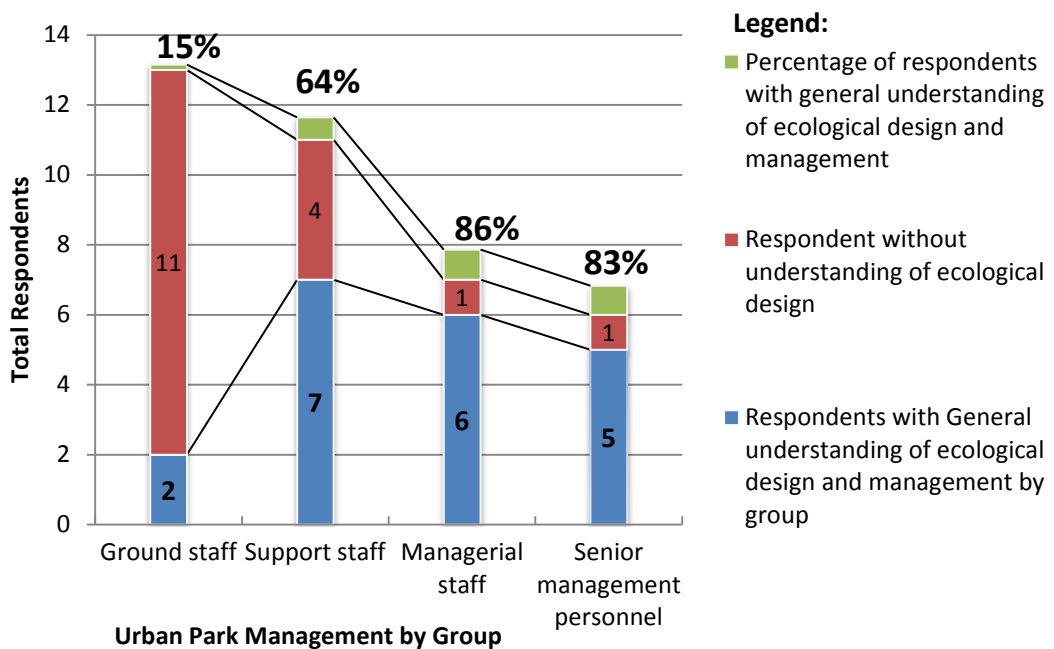 Legend:
Percentage of respondents
with general understanding
of ecological design and
management
Respondent without
understanding of ecological
design
Respondents with General
understanding of ecological
design and management by
group
Total Respondents
14
12
10
8
6
4
2
0
15%
64%
86%
83%
11
4
1
1
2
7
6
5
Ground staff
Support staff
Managerial
staff
Senior
management
personnel
Urban Park Management by Group